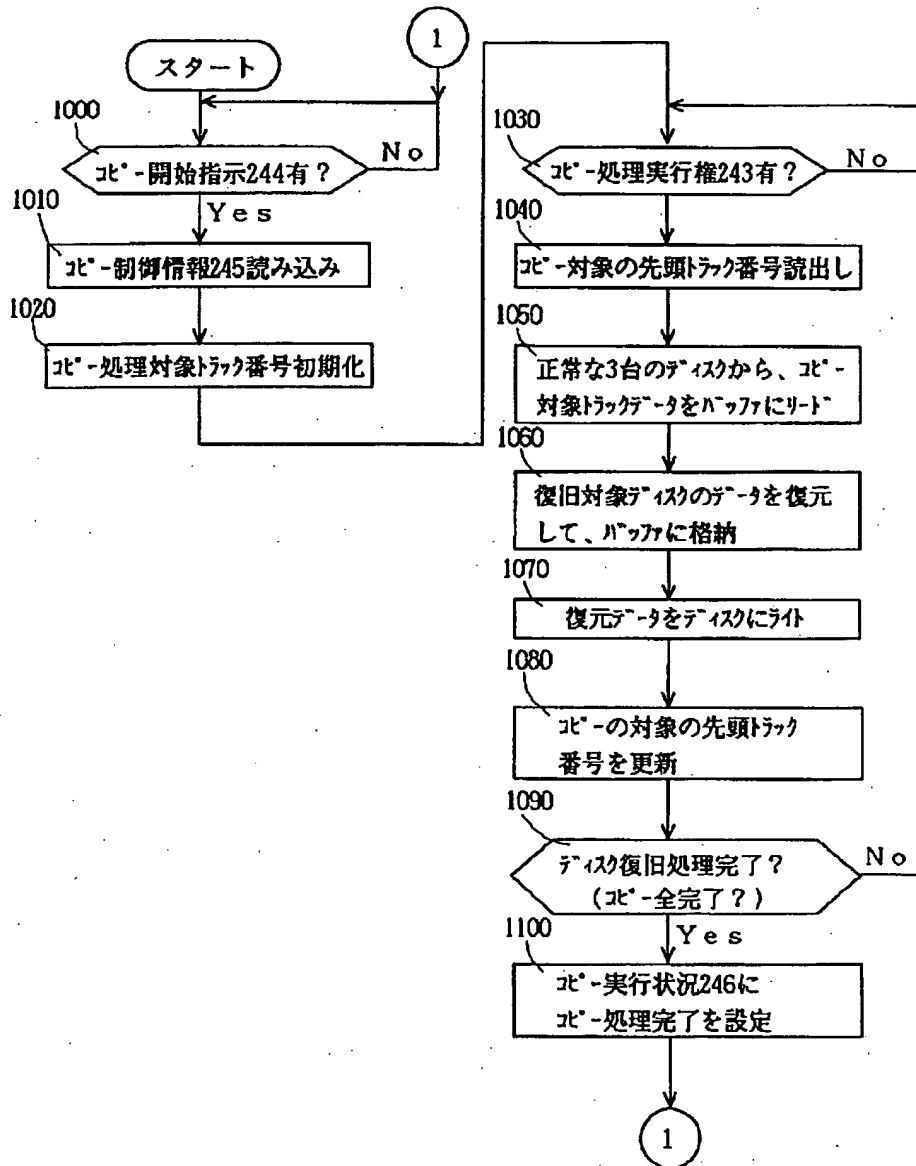 スタート
1
1000
コピー開始指示244有？
No
Yes
1010
コピー制御情報245読み込み
1020
コピー処理対象トラック番号初期化
1030
コピー処理実行権243有？
No
1040
コピー対象の先頭トラック番号読出し
1050
正常な3台のディスクから、コピー
対象トラックデータをバッファにリード
1060
復旧対象ディスクのデータを復元
して、バッファに格納
1070
復元データをディスクにライト
1080
コピーの対象の先頭トラック
番号を更新
1090
ディスク復旧処理完了？
(コピー全完了？)
No
Yes
1100
コピー実行状況246に
コピー処理完了を設定
1